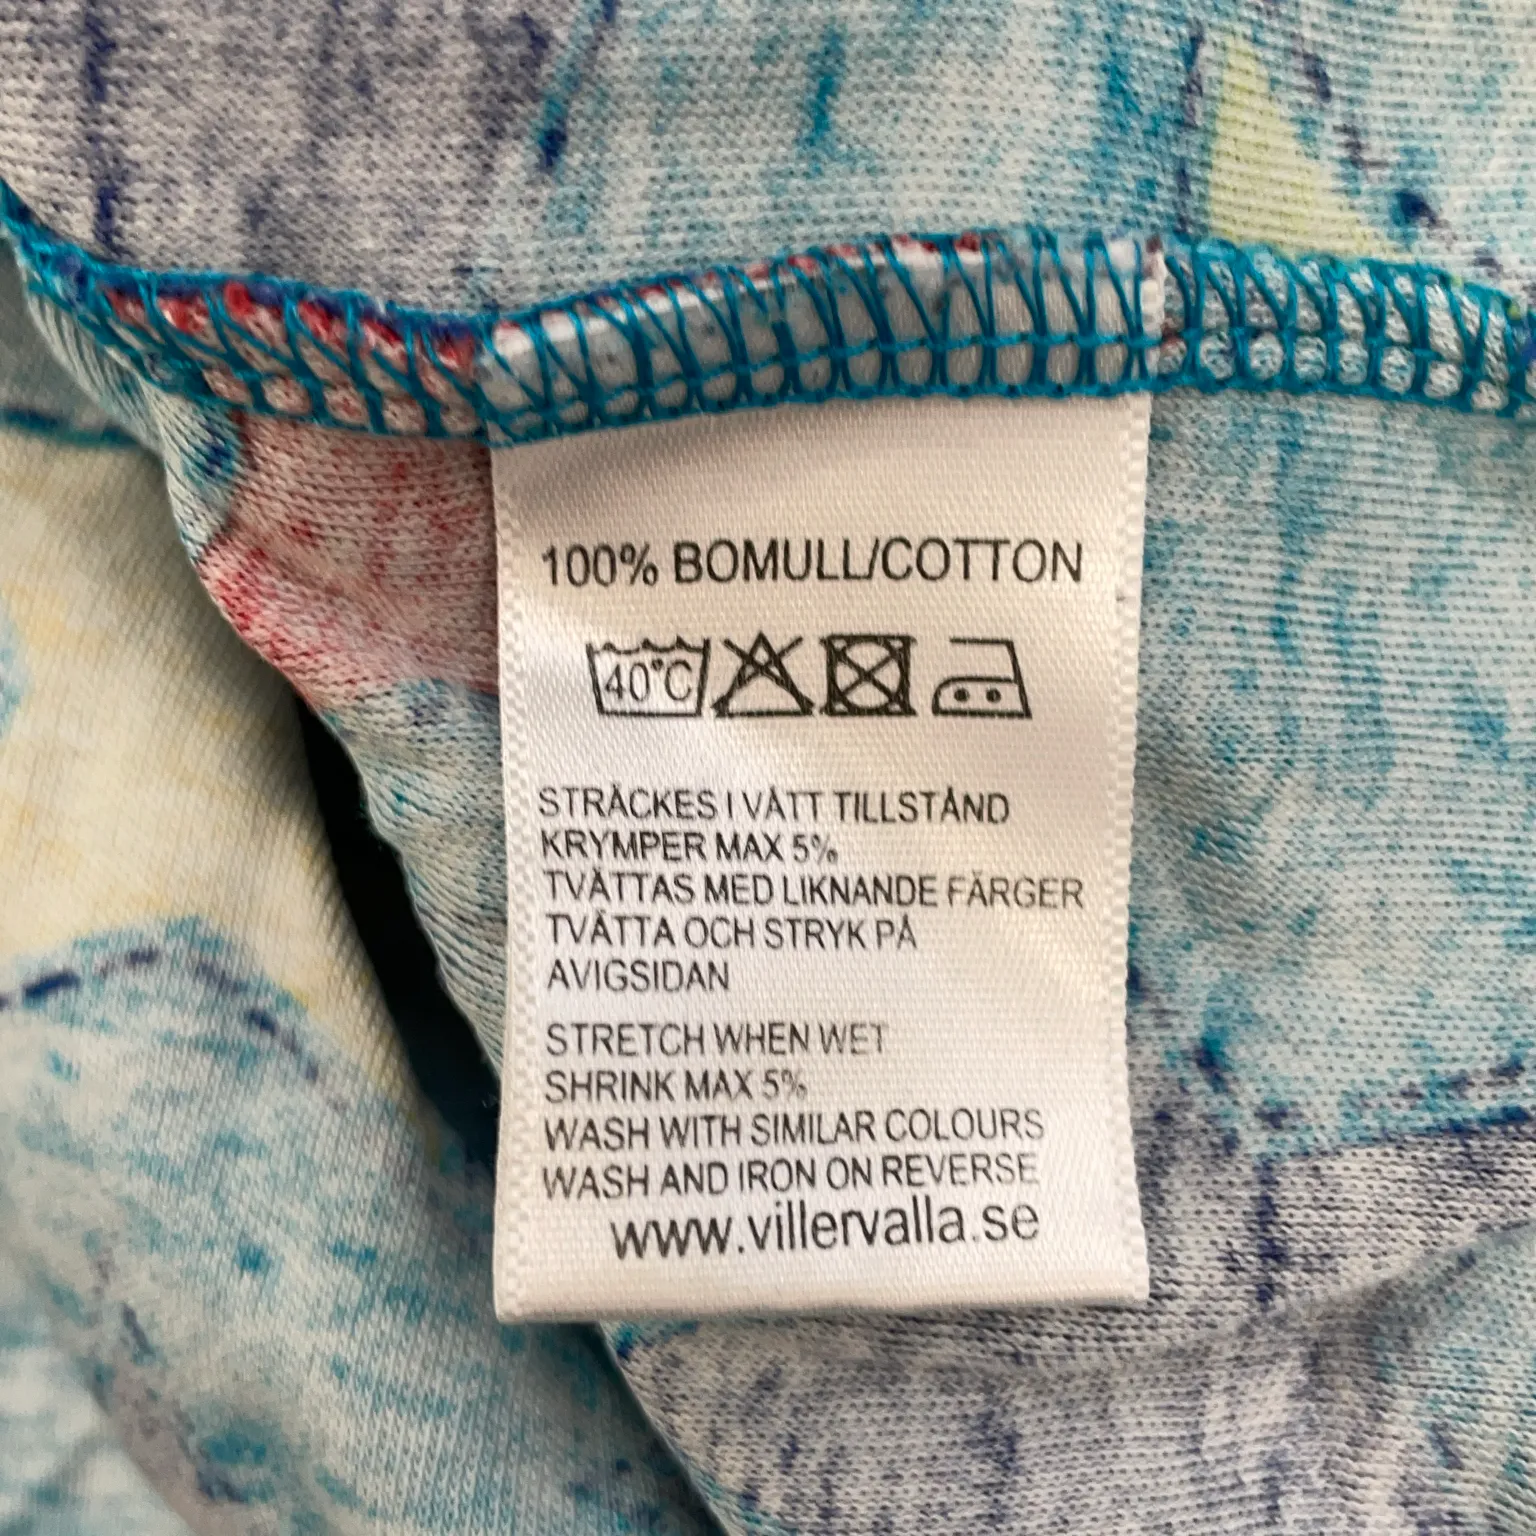 100% BOMULL/COTTON
40°C
STRÄCKES I VÅTT TILLSTÅND
KRYMPER MAX 5%
TVÄTTAS MED LIKNANDE FÄRGER
TVÄTTA OCH STRYK PÅ
AVIGSIDAN
STRETCH WHEN WET
SHRINK MAX 5%
WASH WITH SIMILAR COLOURS
WASH AND IRON ON REVERSE
www.villervalla.se